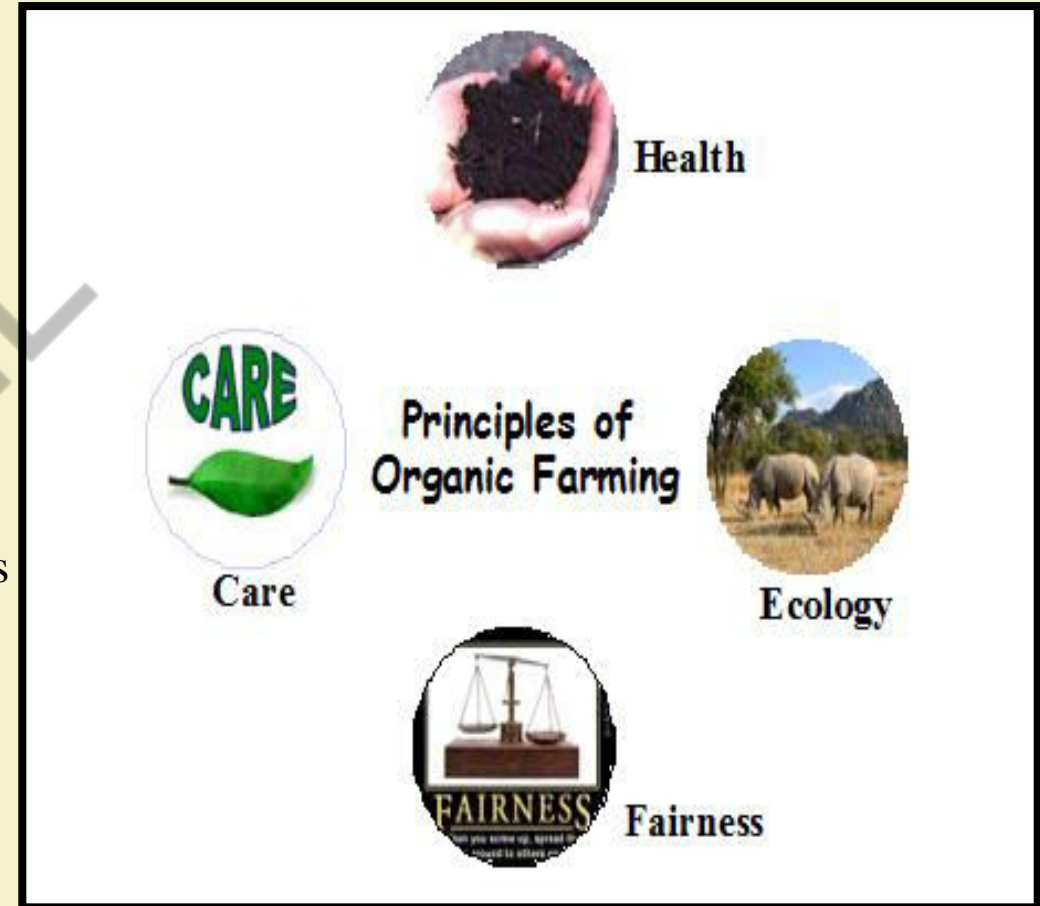 Health
CARE
Principles of
Organic Farming
s
Care
Ecology
FAIRNESS
Fairness